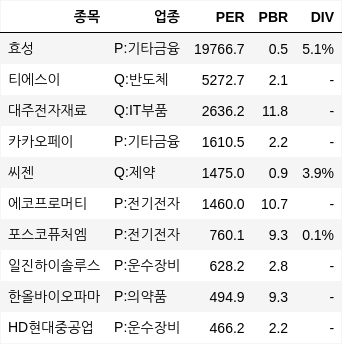 종목 업종 PER PBR DIV
효성 P:기타금융 19766.7 0.5 5.1%
티에스이 Q:반도체 5272.7 2.1 -
대주전자재료 Q:IT부품 2636.2 11.8 -
카카오페이 P:기타금융 1610.5 2.2 -
씨젠 Q:제약 1475.0 0.9 3.9%
에코프로머티 P:전기전자 1460.0 10.7 -
포스코퓨처엠 P:전기전자 760.1 9.3 0.1%
일진하이솔루스 P:운수장비 628.2 2.8 -
한올바이오파마 P:의약품 494.9 9.3 -
HD현대중공업 P:운수장비 466.2 2.2 -